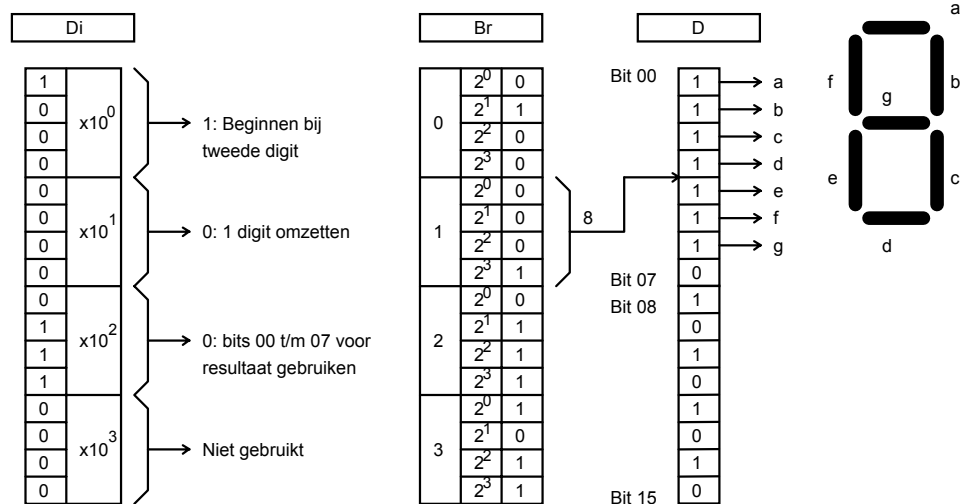 Di
1
0
0
0
x10^0
1: Beginnen bij
tweede digit
0
0
0
0
x10^1
0: 1 digit omzetten
0
1
1
1
x10^2
0: bits 00 t/m 07 voor
resultaat gebruiken
0
0
0
0
x10^3
Niet gebruikt
Br
0
2^0 0
2^1 1
2^2 0
2^3 0
1
2^0 0
2^1 0
2^2 0
2^3 1
8
2
2^0 0
2^1 1
2^2 1
2^3 1
3
2^0 1
2^1 0
2^2 1
2^3 1
D
Bit 00
1 a
1 b
1 c
1 d
1 e
1 f
1 g
Bit 07 0
Bit 08 1
0
1
0
1
0
1
Bit 15 0
a
f
b
g
e
c
d